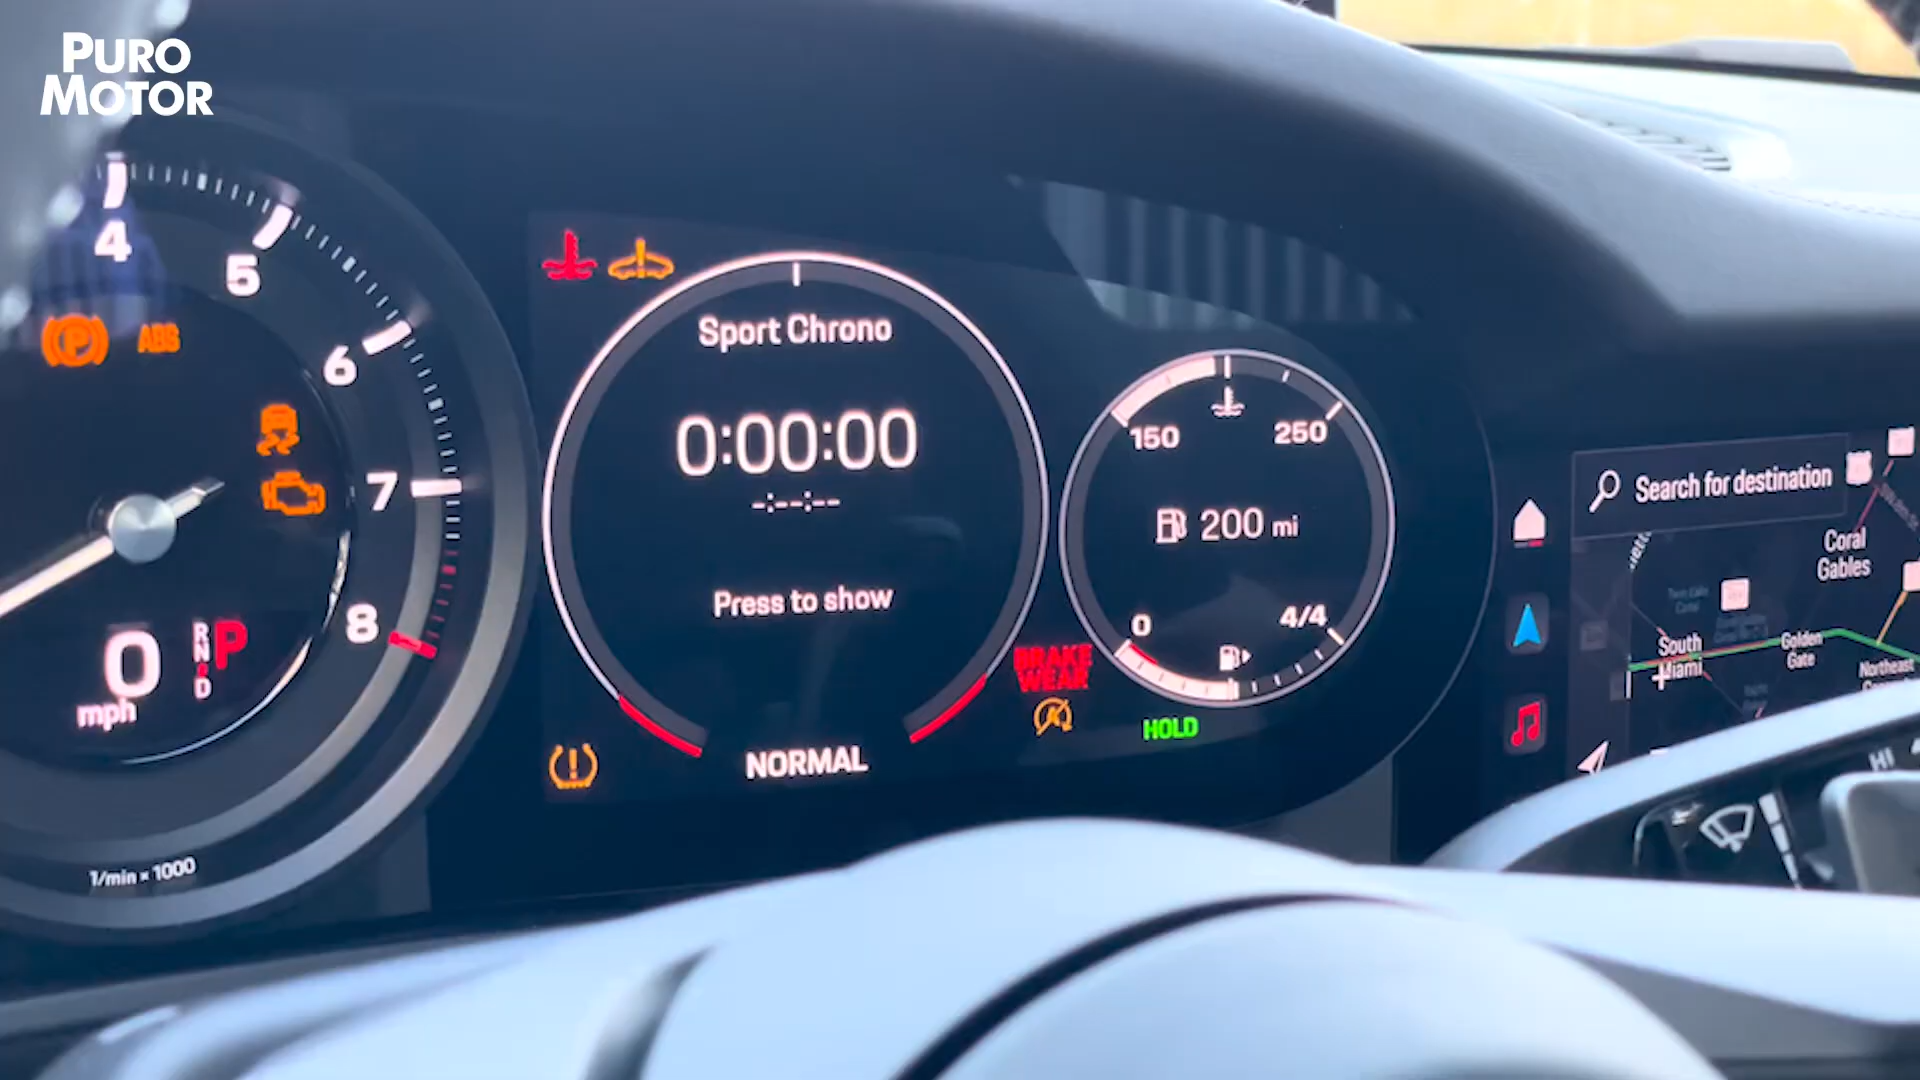 PURO
MOTOR
4
5
6
7
8
ABS
0
mph
R
N
D
P
1/min × 1000
Sport Chrono
0:00:00
-:--:--
Press to show
NORMAL
BRAKE
WEAR
HOLD
150
250
200 mi
0
4/4
Search for destination
Coral
Gables
South
Miami
Golden
Gate
Northeast
HI